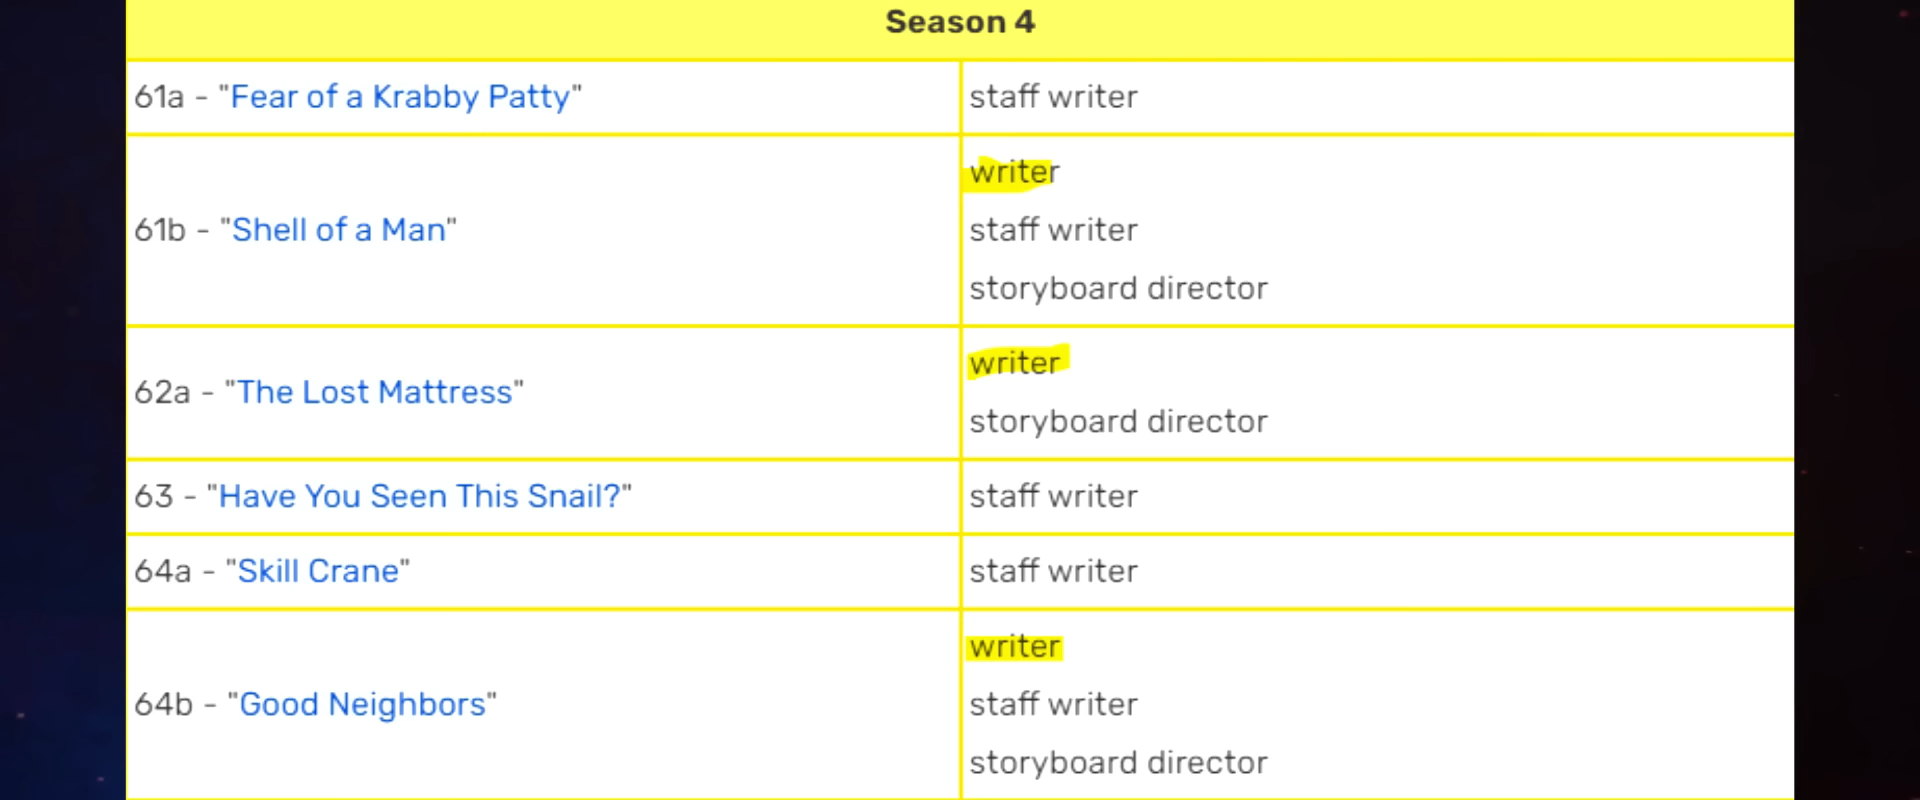 Season 4
61a - "Fear of a Krabby Patty"
staff writer
61b - "Shell of a Man"
writer
staff writer
storyboard director
62a - "The Lost Mattress"
writer
storyboard director
63 - "Have You Seen This Snail?"
staff writer
64a - "Skill Crane"
staff writer
64b - "Good Neighbors"
writer
staff writer
storyboard director